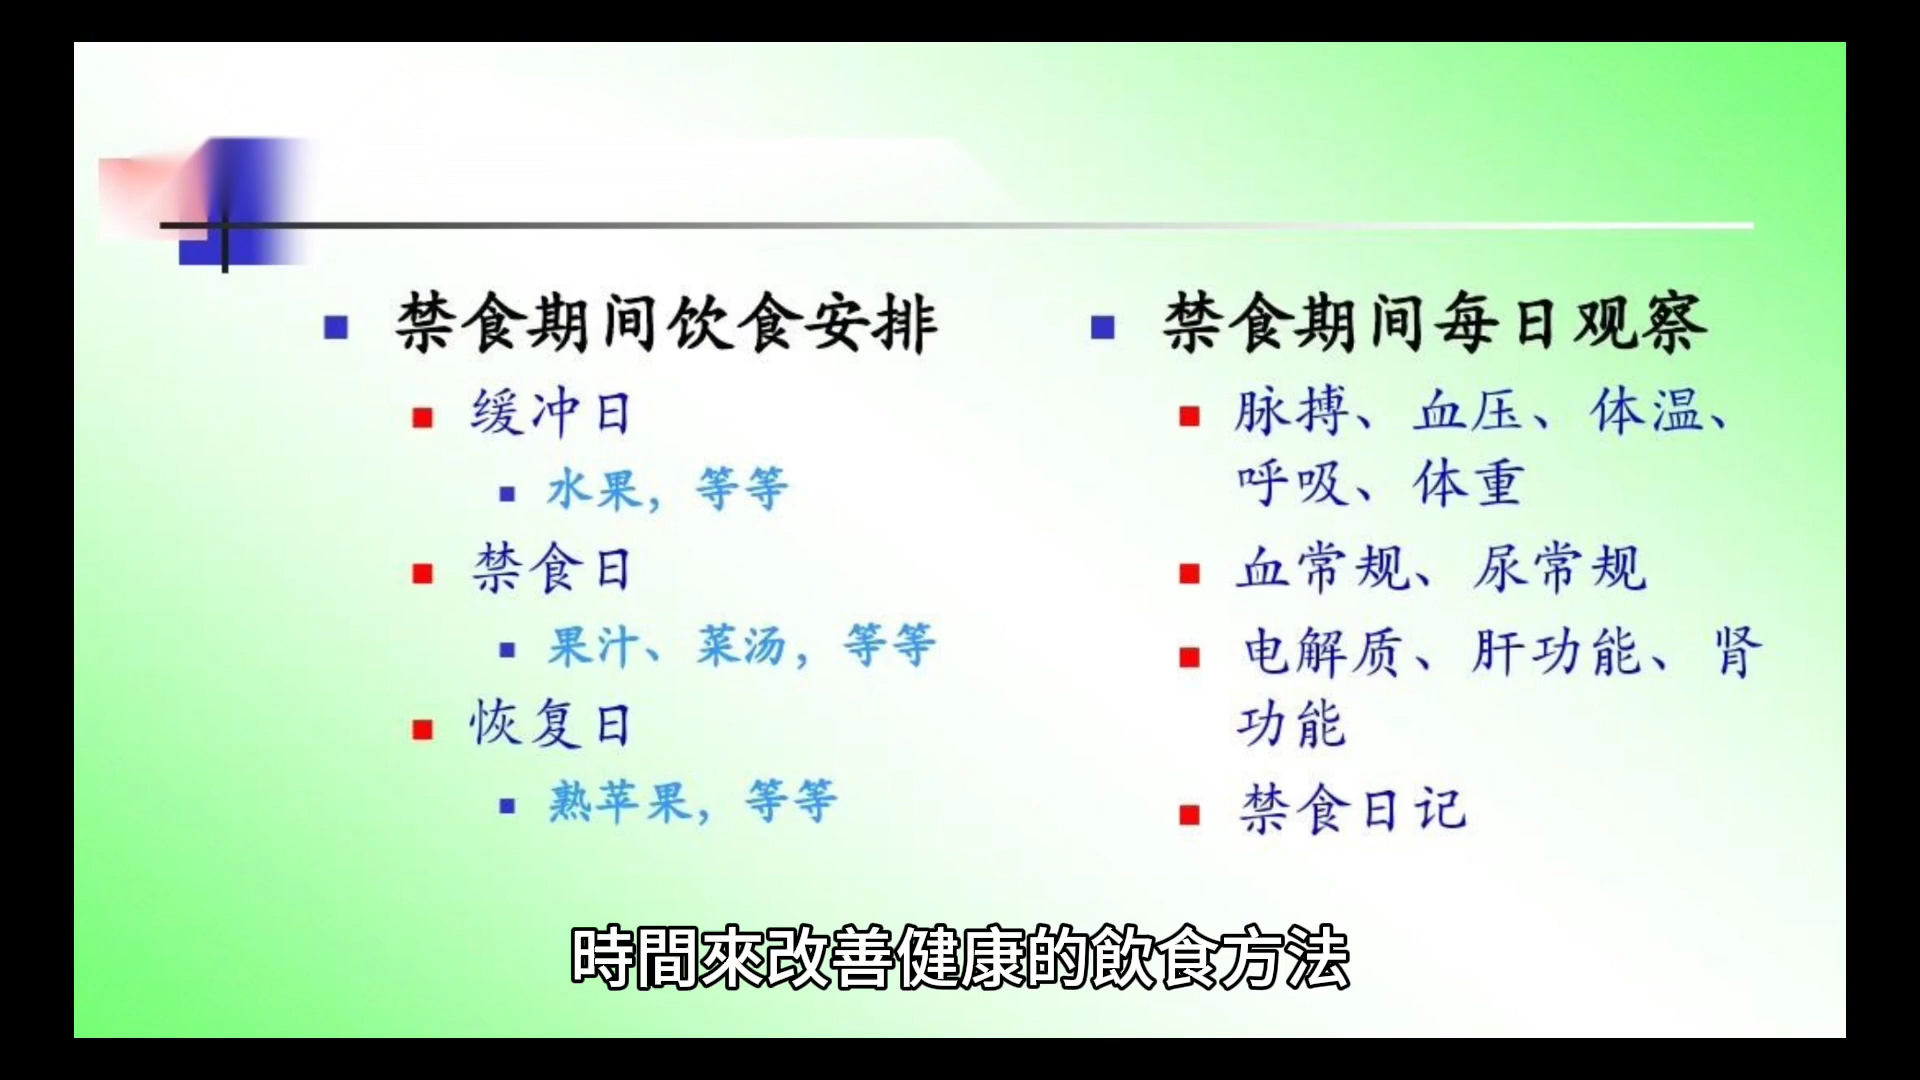 禁食期间饮食安排
缓冲日
水果，等等
禁食日
果汁、菜汤，等等
恢复日
熟苹果，等等
禁食期间每日观察
脉搏、血压、体温、
呼吸、体重
血常规、尿常规
电解质、肝功能、肾
功能
禁食日记
時間來改善健康的飲食方法